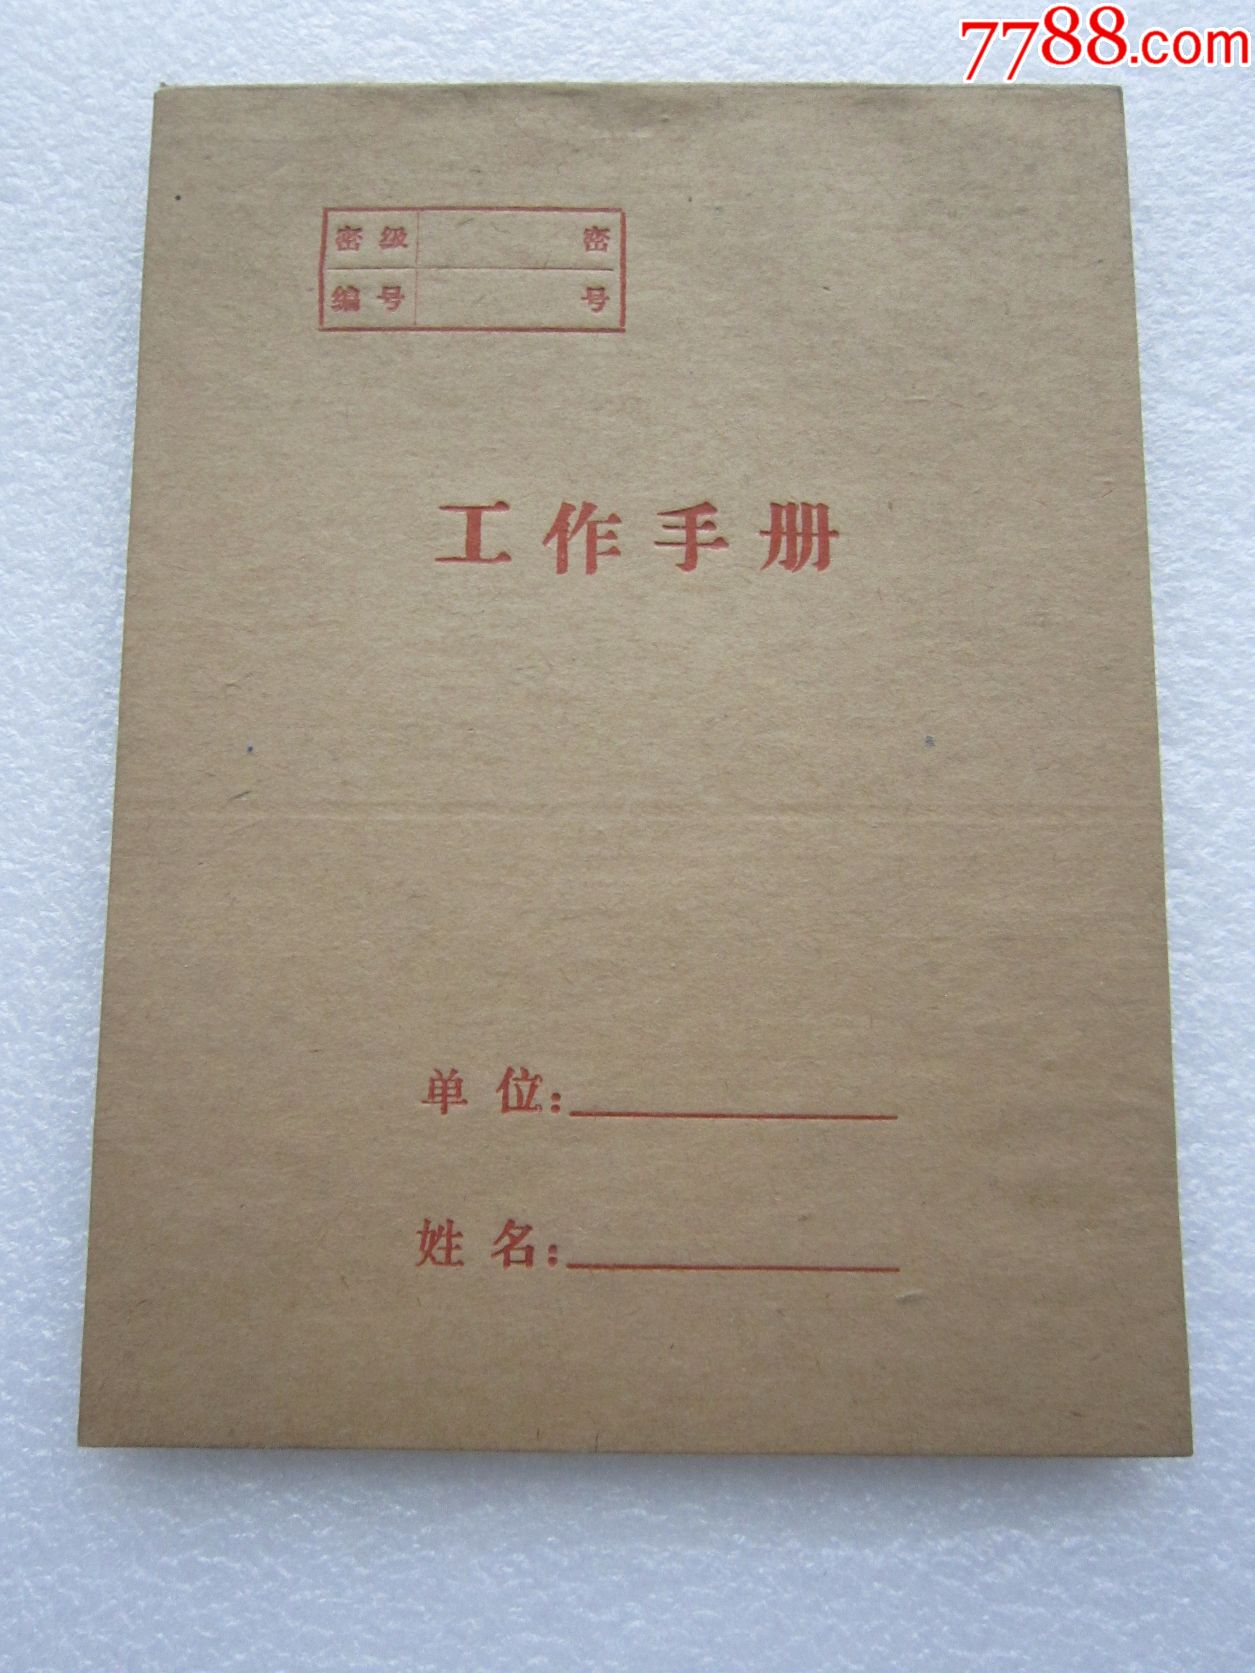 7788.com
密级 密
编号 号
工作手册
单位:
姓名: